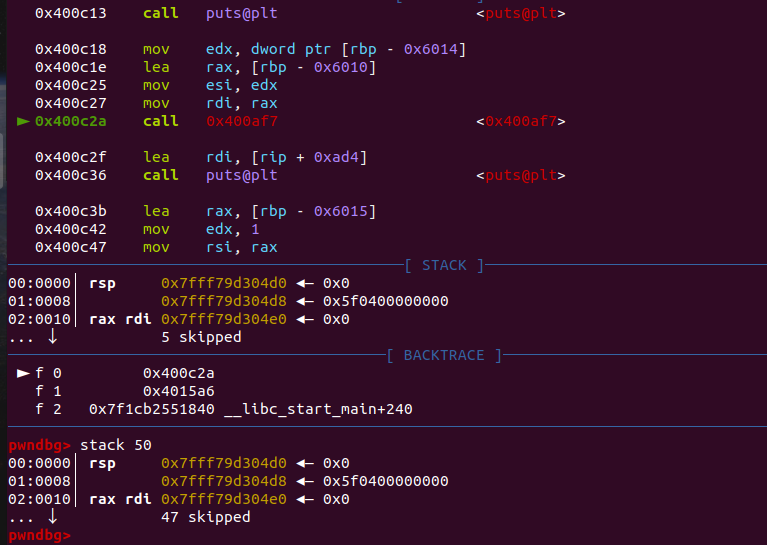 [
0x400c13 call puts@plt <puts@plt>
0x400c18 mov edx, dword ptr [rbp - 0x6014]
0x400c1e lea rax, [rbp - 0x6010]
0x400c25 mov esi, edx
0x400c27 mov rdi, rax
► 0x400c2a call 0x400af7 <0x400af7>
0x400c2f lea rdi, [rip + 0xad4]
0x400c36 call puts@plt <puts@plt>
0x400c3b lea rax, [rbp - 0x6015]
0x400c42 mov edx, 1
0x400c47 mov rsi, rax
[ STACK ]
00:0000│ rsp 0x7fff79d304d0 ◂— 0x0
01:0008│ 0x7fff79d304d8 ◂— 0x5f0400000000
02:0010│ rax rdi 0x7fff79d304e0 ◂— 0x0
... ↓ 5 skipped
[ BACKTRACE ]
► f 0 0x400c2a
f 1 0x4015a6
f 2 0x7f1cb2551840 __libc_start_main+240
pwndbg> stack 50
00:0000│ rsp 0x7fff79d304d0 ◂— 0x0
01:0008│ 0x7fff79d304d8 ◂— 0x5f0400000000
02:0010│ rax rdi 0x7fff79d304e0 ◂— 0x0
... ↓ 47 skipped
pwndbg>